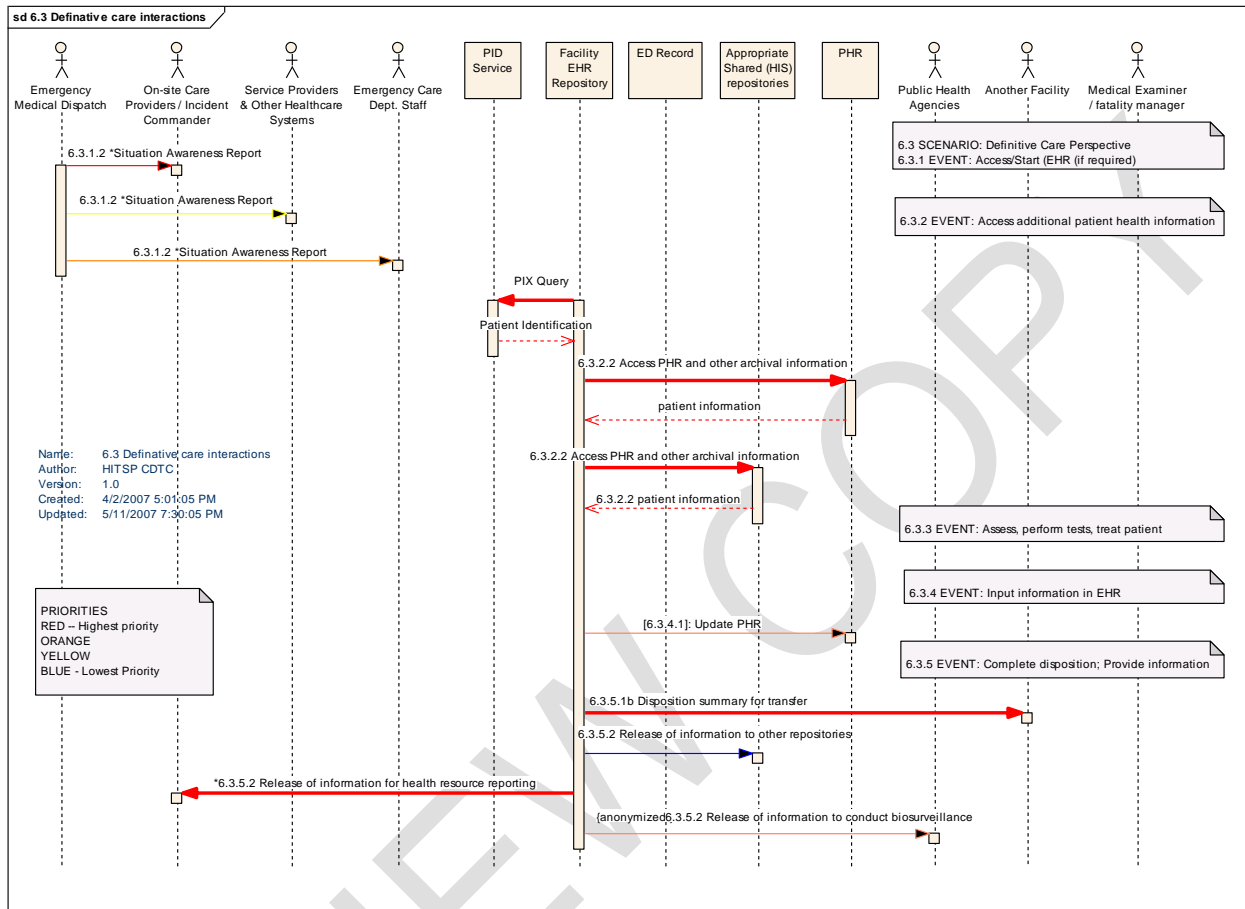 sd 6.3 Definative care interactions
Emergency
Medical Dispatch
On-site Care
Providers / Incident
Commander
Service Providers
& Other Healthcare
Systems
Emergency Care
Dept. Staff
PID
Service
Facility
EHR
Repository
ED Record
Appropriate
Shared (HIS)
repositories
PHR
Public Health
Agencies
Another Facility
Medical Examiner
/ fatality manager
6.3 SCENARIO: Definitive Care Perspective
6.3.1 EVENT: Access/Start (EHR (if required)
6.3.1.2 *Situation Awareness Report
6.3.1.2 *Situation Awareness Report
6.3.2 EVENT: Access additional patient health information
6.3.1.2 *Situation Awareness Report
PIX Query
Patient Identification
6.3.2.2 Access PHR and other archival information
patient information
6.3.2.2 Access PHR and other archival information
6.3.2.2 patient information
Name: 6.3 Definative care interactions
Author: HITSP CDTC
Version: 1.0
Created: 4/2/2007 5:01:05 PM
Updated: 5/11/2007 7:30:05 PM
6.3.3 EVENT: Assess, perform tests, treat patient
6.3.4 EVENT: Input information in EHR
PRIORITIES
RED -- Highest priority
ORANGE
YELLOW
BLUE - Lowest Priority
[6.3.4.1]: Update PHR
6.3.5 EVENT: Complete disposition; Provide information
6.3.5.1b Disposition summary for transfer
6.3.5.2 Release of information to other repositories
*6.3.5.2 Release of information for health resource reporting
{anonymized6.3.5.2 Release of information to conduct biosurveillance
EW COPY